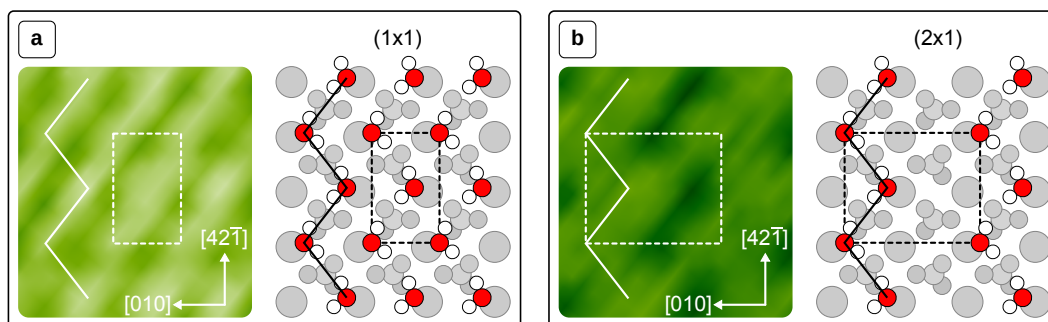 a
(1x1)
[421̅]
[010]
b
(2x1)
[421̅]
[010]